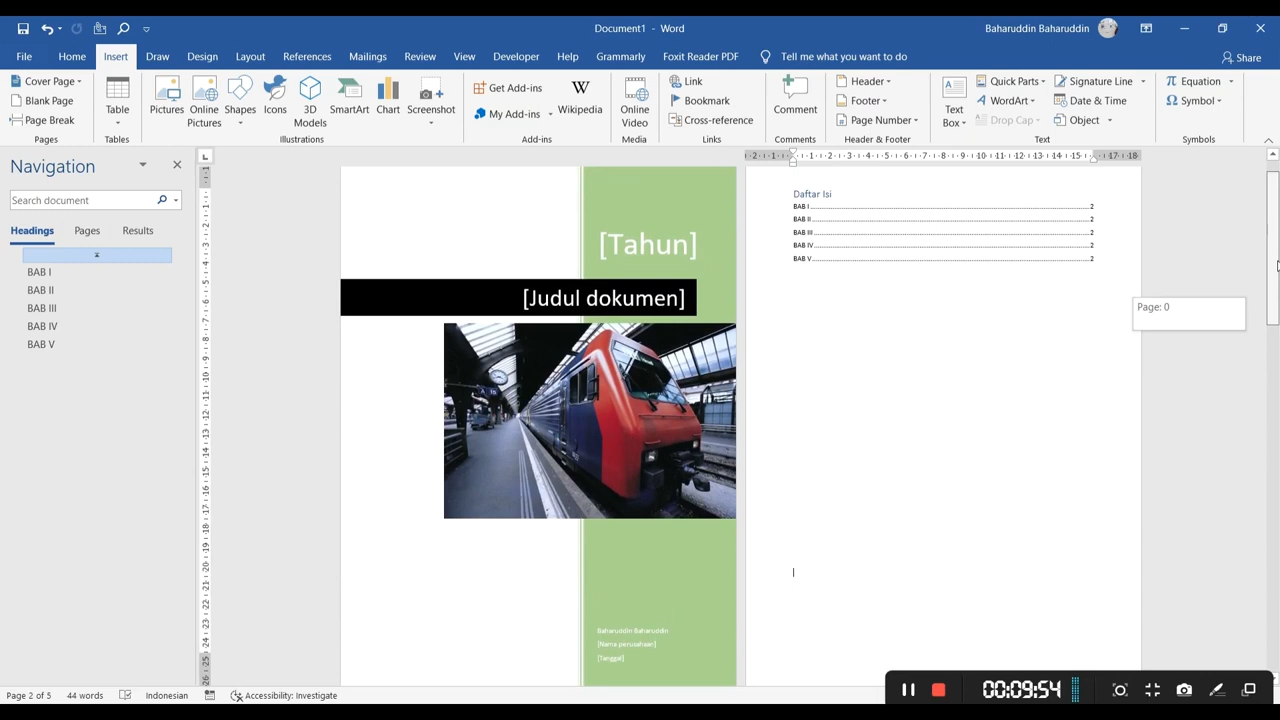 Document1 - Word
Baharuddin Baharuddin
File Home Insert Draw Design Layout References Mailings Review View Developer Help Grammarly Foxit Reader PDF Tell me what you want to do Share
Cover Page
Blank Page
Page Break
Pages
Table
Tables
Pictures
Online Pictures
Shapes
Icons
3D Models
SmartArt
Chart
Screenshot
Illustrations
Get Add-ins
My Add-ins
Wikipedia
Add-ins
Online Video
Media
Link
Bookmark
Cross-reference
Links
Comment
Comments
Header
Footer
Page Number
Header & Footer
Text Box
Quick Parts
WordArt
Drop Cap
Signature Line
Date & Time
Object
Text
Equation
Symbol
Symbols
Navigation
Search document
Headings Pages Results
BAB I
BAB II
BAB III
BAB IV
BAB V
[Tahun]
[Judul dokumen]
Baharuddin Baharuddin
[Nama perusahaan]
[Tanggal]
Daftar Isi
BAB I 2
BAB II 2
BAB III 2
BAB IV 2
BAB V 2
Page: 0
Page 2 of 5 44 words Indonesian Accessibility: Investigate
00:09:54